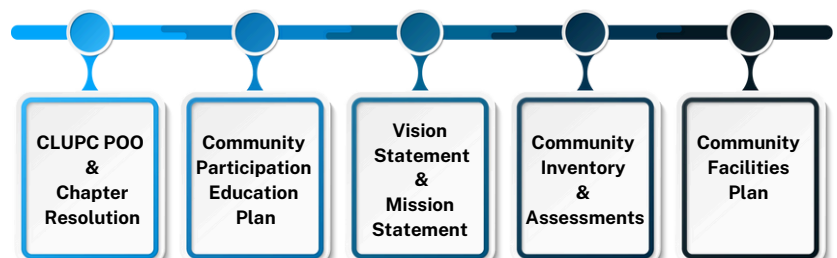 CLUPC POO
&
Chapter
Resolution
Community
Participation
Education
Plan
Vision
Statement
&
Mission
Statement
Community
Inventory
&
Assessments
Community
Facilities
Plan